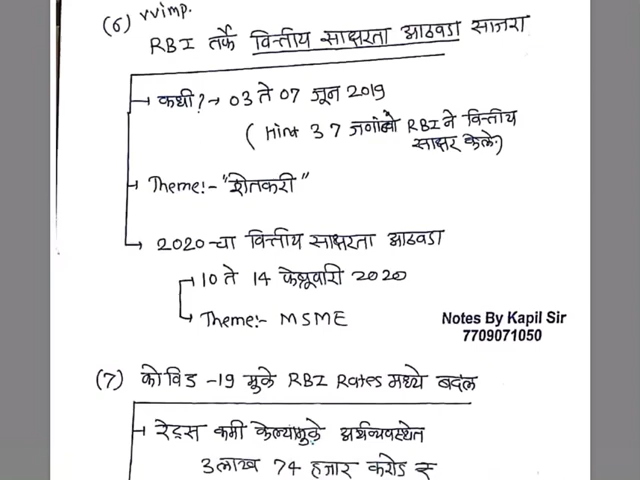 (6) vvimp.
RBI तर्फे वित्तीय साक्षरता आठवडा साजरा
कधी? → 03 ते 07 जून 2019
(Hint 37 जणांना RBI ने वित्तीय
साक्षर केले)
Theme:- "शेतकरी"
2020-चा वित्तीय साक्षरता आठवडा
10 ते 14 फेब्रुवारी 2020
Theme:- MSME
Notes By Kapil Sir
7709071050
(7) कोविड -19 मुळे RBI Rates मध्ये बदल
रेट्स कमी केल्यामुळे अर्थव्यवस्थेत
3 लाख 74 हजार करोड ₹